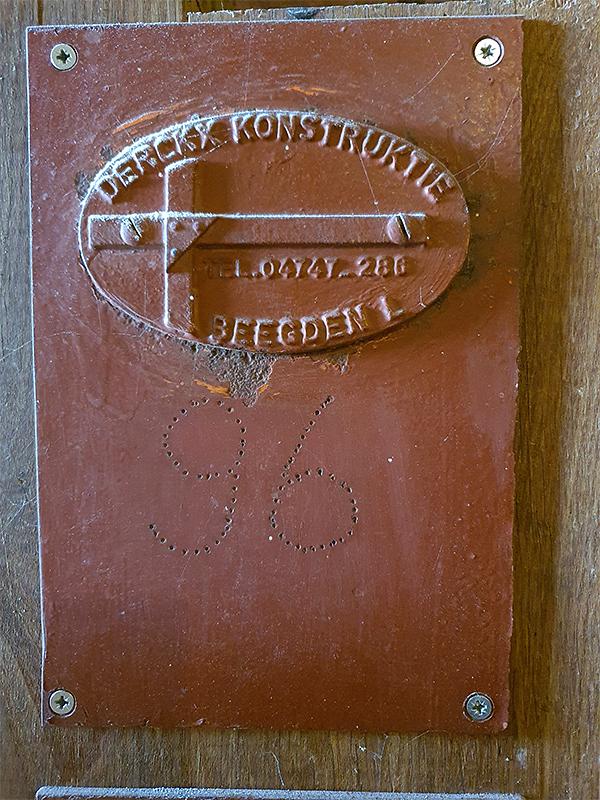 DERCKX KONSTRUKTIE
TEL.04747-286
BEEGDEN L
96